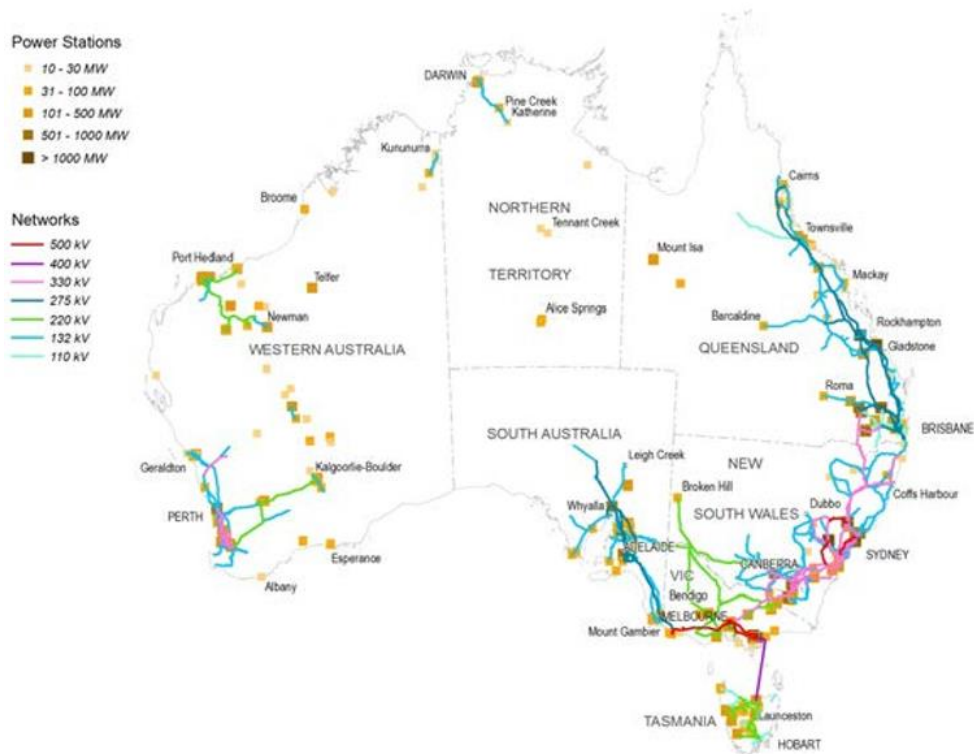 Power Stations
10 - 30 MW
31 - 100 MW
101 - 500 MW
501 - 1000 MW
> 1000 MW
Networks
500 kV
400 kV
330 kV
275 kV
220 kV
132 kV
110 kV
DARWIN
Pine Creek
Katherine
Kununurra
Broome
NORTHERN
Tennant Creek
TERRITORY
Alice Springs
Port Hedland
Telfer
Newman
WESTERN AUSTRALIA
Geraldton
Kalgoorlie-Boulder
PERTH
Esperance
Albany
Cairns
Townsville
Mount Isa
Mackay
Barcaldine
Rockhampton
Gladstone
QUEENSLAND
Roma
BRISBANE
SOUTH AUSTRALIA
Leigh Creek
Whyalla
ADELAIDE
Mount Gambier
NEW
Broken Hill
SOUTH WALES
Dubbo
Coffs Harbour
SYDNEY
CANBERRA
VIC
Bendigo
MELBOURNE
TASMANIA
Launceston
HOBART